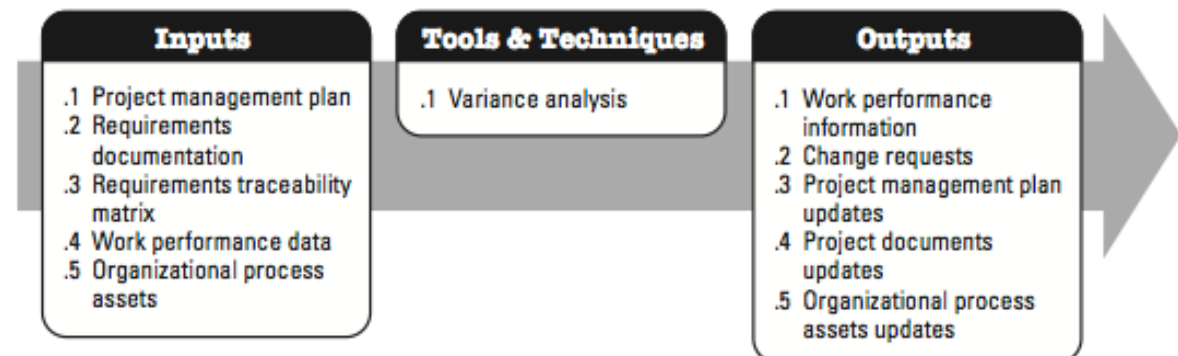 Inputs
.1 Project management plan
.2 Requirements
documentation
.3 Requirements traceability
matrix
.4 Work performance data
.5 Organizational process
assets
Tools & Techniques
.1 Variance analysis
Outputs
.1 Work performance
information
.2 Change requests
.3 Project management plan
updates
.4 Project documents
updates
.5 Organizational process
assets updates